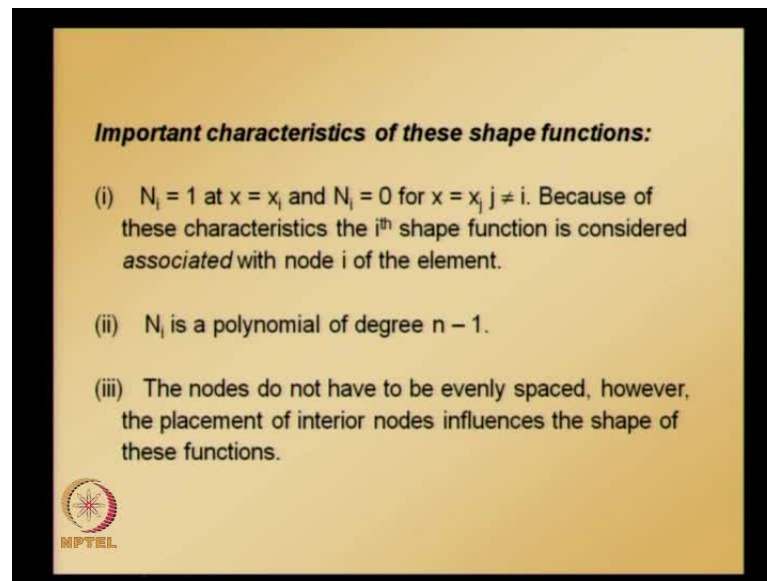 Important characteristics of these shape functions:
(i) Nᵢ = 1 at x = xᵢ and Nᵢ = 0 for x = xⱼ j ≠ i. Because of
these characteristics the iᵗʰ shape function is considered
associated with node i of the element.
(ii) Nᵢ is a polynomial of degree n – 1.
(iii) The nodes do not have to be evenly spaced, however,
the placement of interior nodes influences the shape of
these functions.
NPTEL